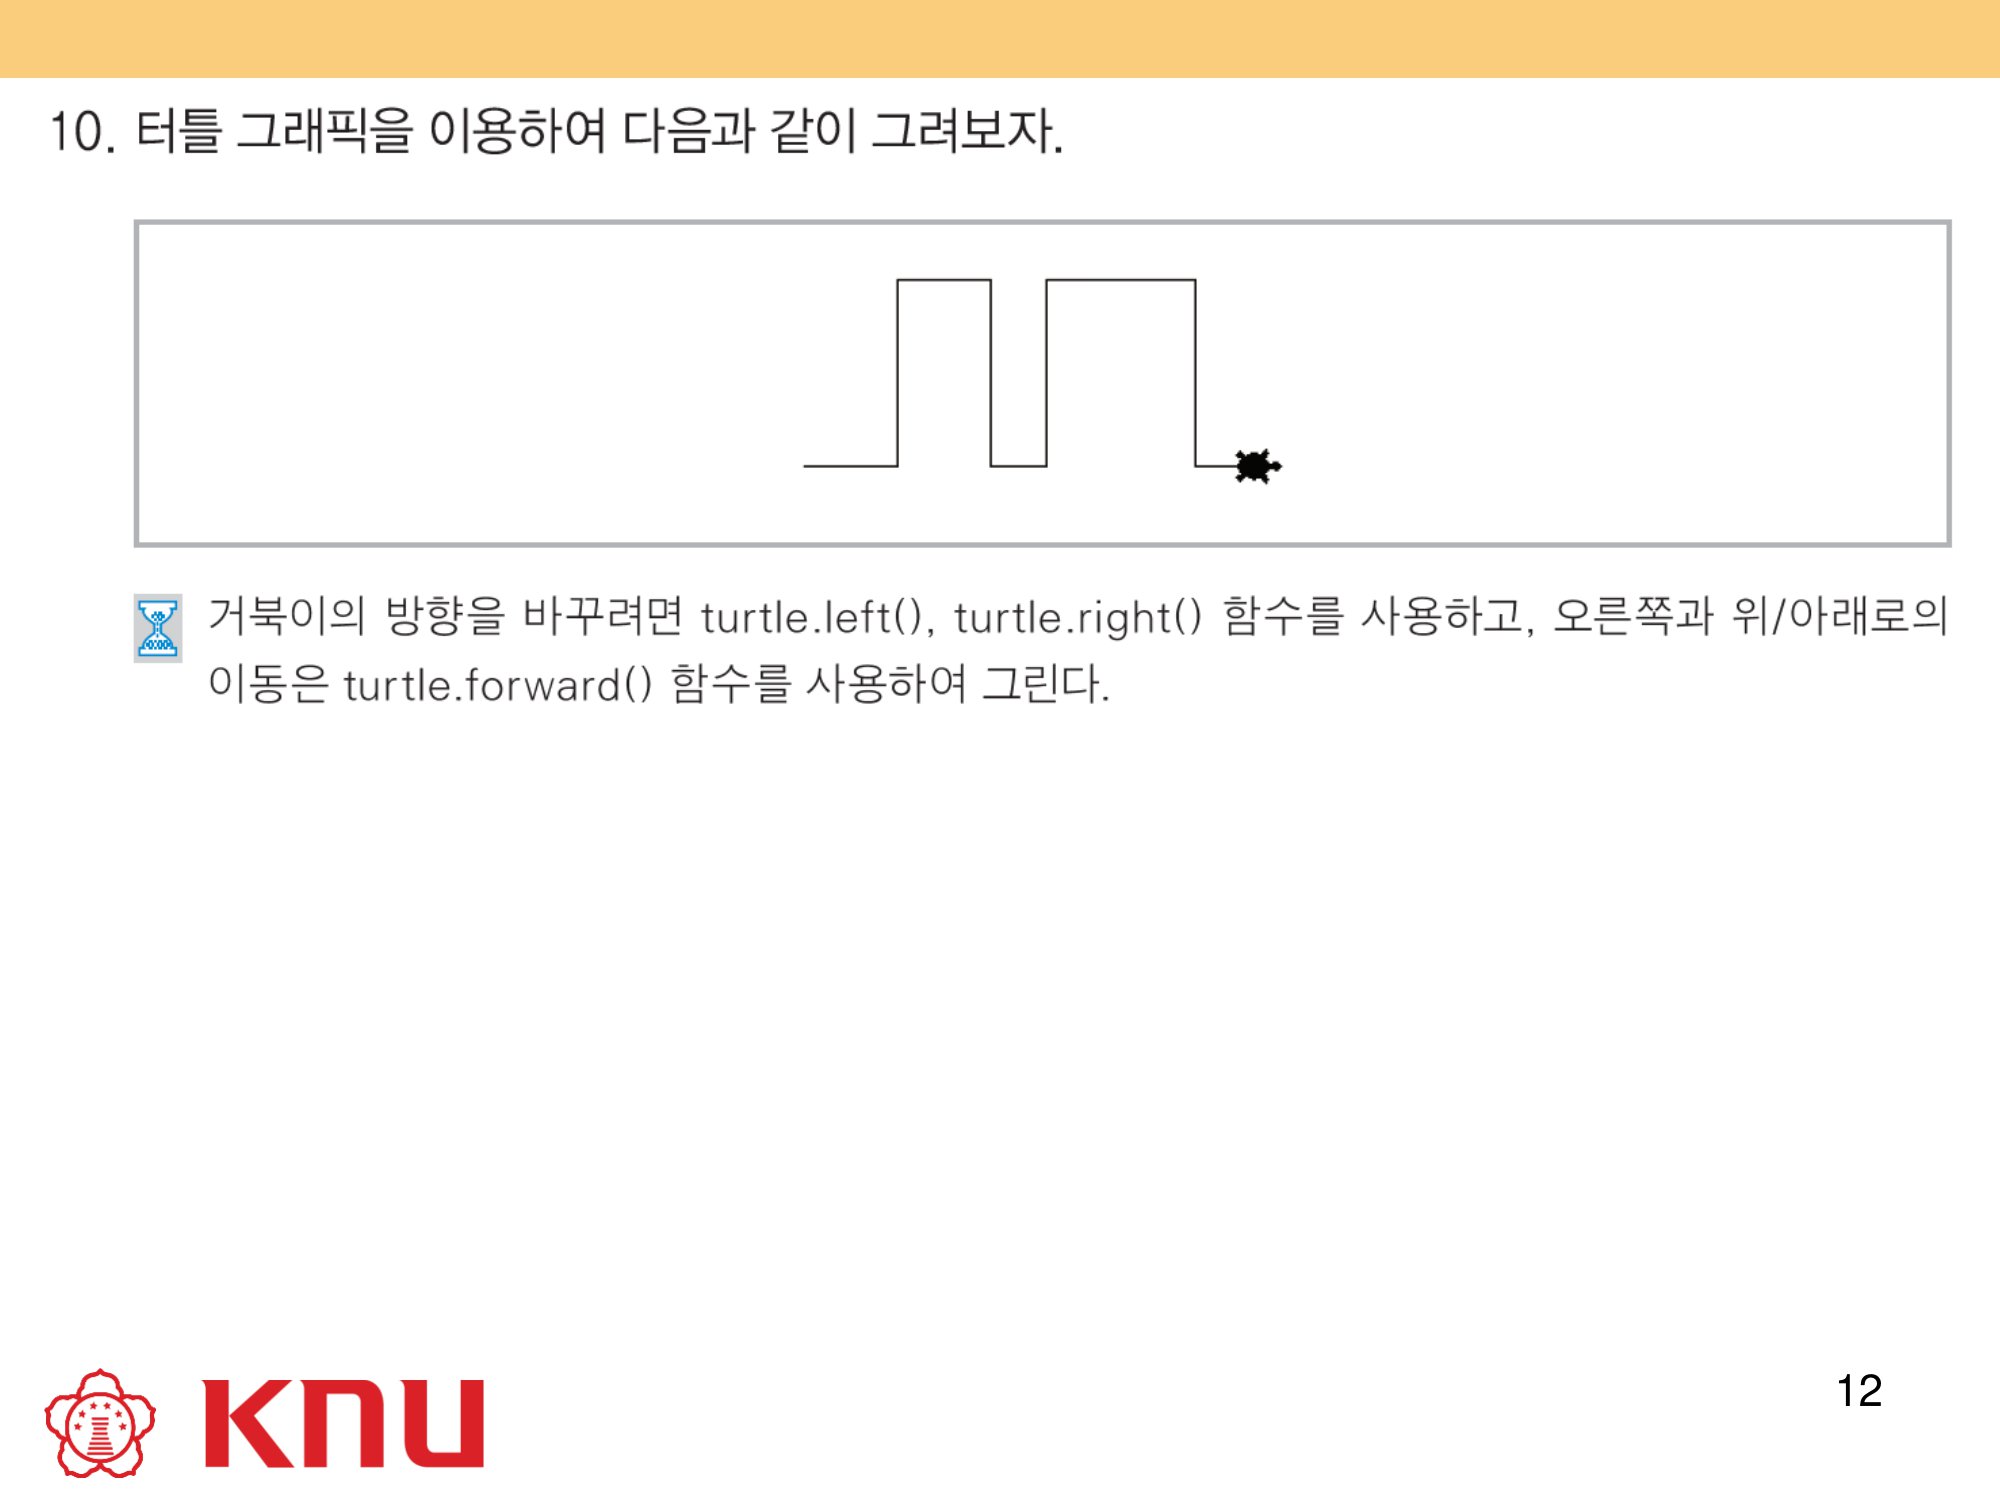 10. 터틀 그래픽을 이용하여 다음과 같이 그려보자.
거북이의 방향을 바꾸려면 turtle.left(), turtle.right() 함수를 사용하고, 오른쪽과 위/아래로의
이동은 turtle.forward() 함수를 사용하여 그린다.
KNU
12